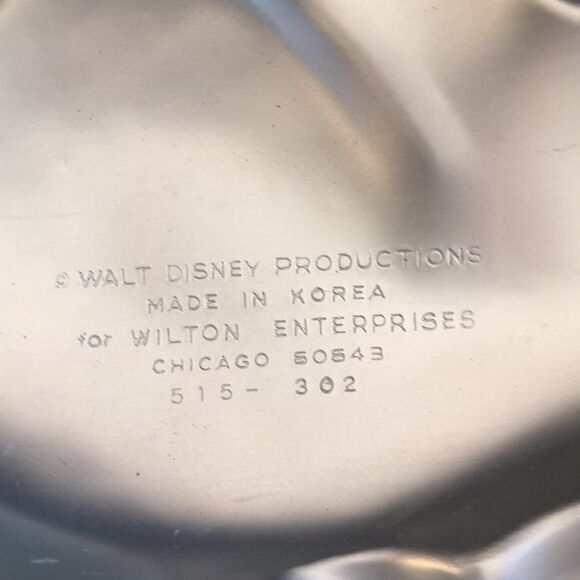 © WALT DISNEY PRODUCTIONS
MADE IN KOREA
for WILTON ENTERPRISES
CHICAGO 60643
515- 302